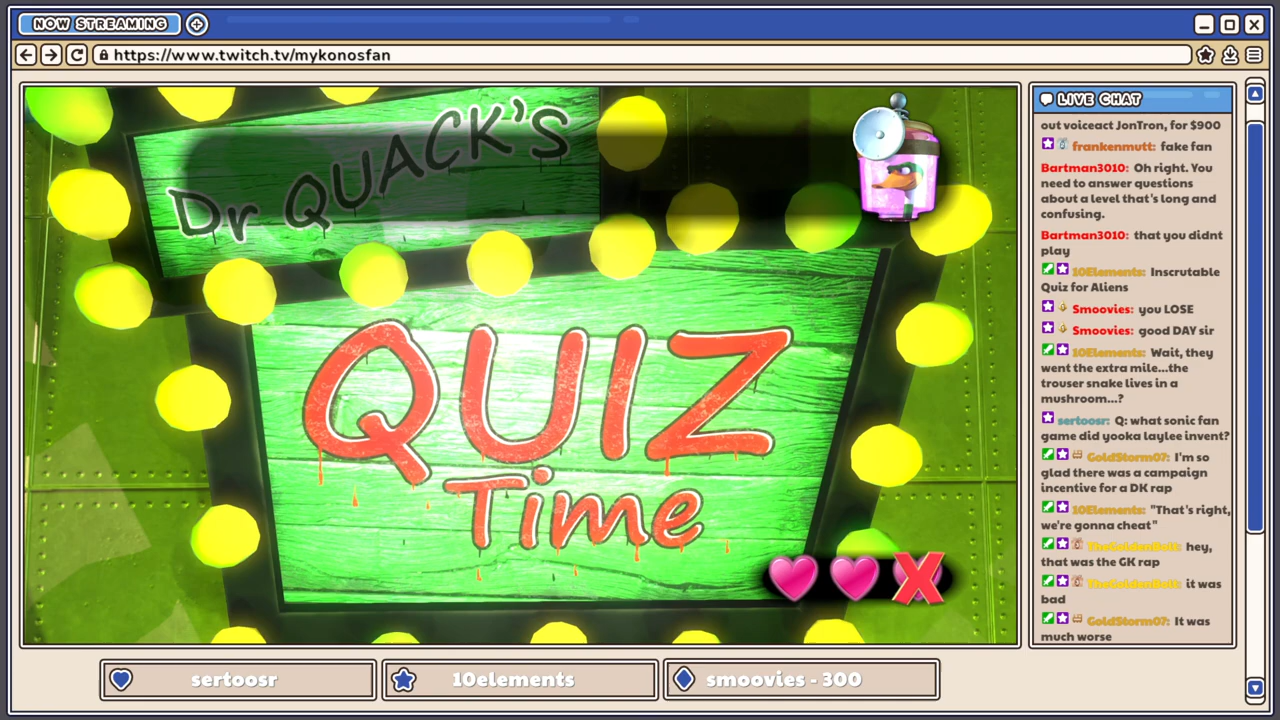 NOW STREAMING
https://www.twitch.tv/mykonosfan
Dr QUACK'S
QUIZ
Time
LIVE CHAT
out voiceact JonTron, for $900
frankenmutt: fake fan
Bartman3010: Oh right. You
need to answer questions
about a level that's long and
confusing.
Bartman3010: that you didnt
play
10Elements: Inscrutable
Quiz for Aliens
Smoovies: you LOSE
Smoovies: good DAY sir
10Elements: Wait, they
went the extra mile...the
trouser snake lives in a
mushroom...?
sertoosr: Q: what sonic fan
game did yooka laylee invent?
GoldStorm07: I'm so
glad there was a campaign
incentive for a DK rap
10Elements: "That's right,
we're gonna cheat"
TheGoldenBolt: hey,
that was the GK rap
TheGoldenBolt: it was
bad
GoldStorm07: It was
much worse
sertoosr
10elements
smoovies - 300